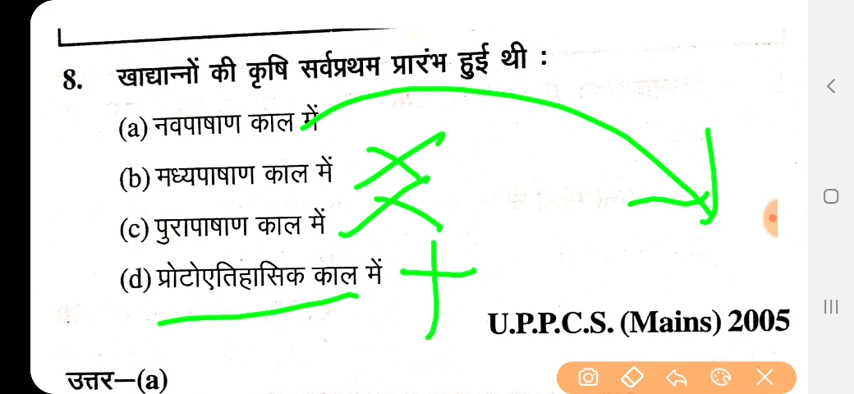 8. खाद्यान्नों की कृषि सर्वप्रथम प्रारंभ हुई थी :
(a) नवपाषाण काल में
(b) मध्यपाषाण काल में
(c) पुरापाषाण काल में
(d) प्रोटोएतिहासिक काल में
U.P.P.C.S. (Mains) 2005
उत्तर–(a)